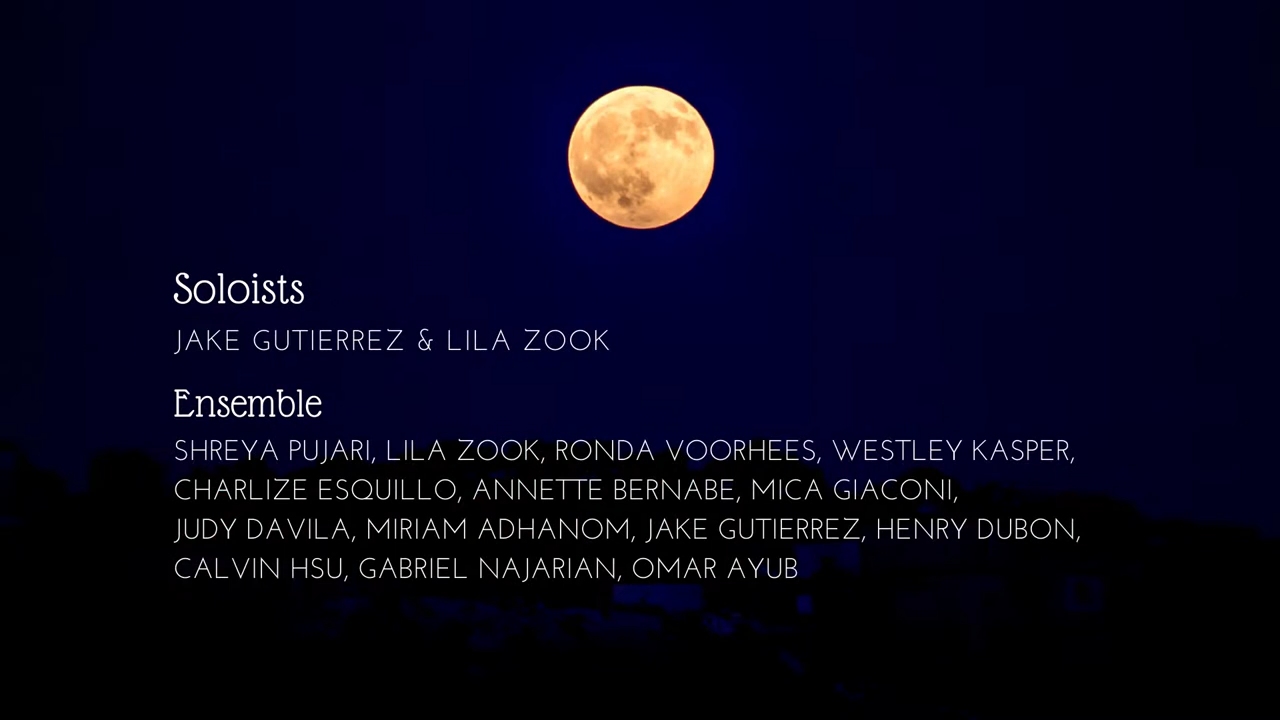 Soloists
JAKE GUTIERREZ & LILA ZOOK
Ensemble
SHREYA PUJARI, LILA ZOOK, RONDA VOORHEES, WESTLEY KASPER,
CHARLIZE ESQUILLO, ANNETTE BERNABE, MICA GIACONI,
JUDY DAVILA, MIRIAM ADHANOM, JAKE GUTIERREZ, HENRY DUBON,
CALVIN HSU, GABRIEL NAJARIAN, OMAR AYUB